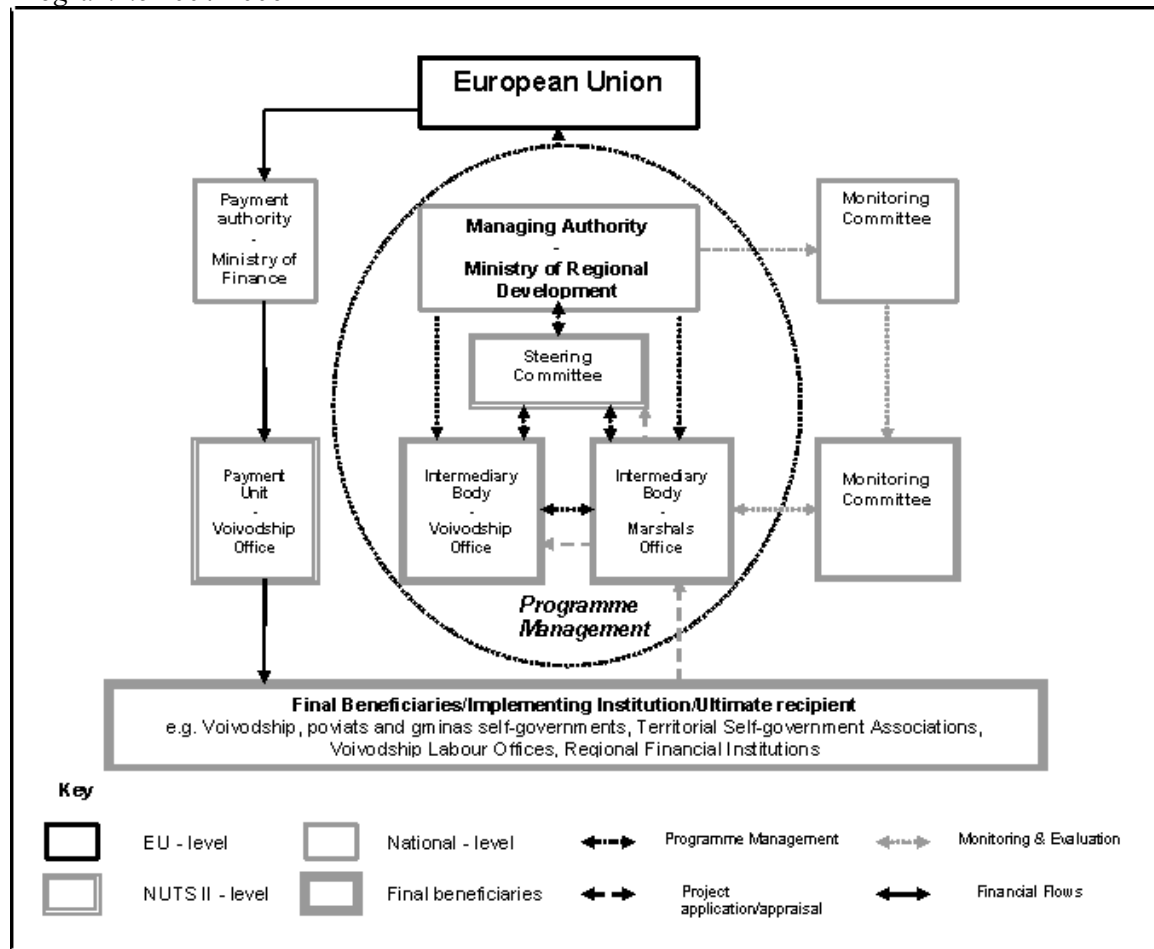 European Union
Payment
authority
-
Ministry of
Finance
Managing Authority
-
Ministry of Regional
Development
Monitoring
Committee
Steering
Committee
Payment
Unit
-
Voivodship
Office
Intermediary
Body
-
Voivodship
Office
Intermediary
Body
-
Marshals
Office
Monitoring
Committee
Programme
Management
Final Beneficiaries/Implementing Institution/Ultimate recipient
e.g. Voivodship, poviats and gminas self-governments, Territorial Self-government Associations,
Voivodship Labour Offices, Regional Financial Institutions
Key
EU - level
National - level
Programme Management
Monitoring & Evaluation
NUTS II - level
Final beneficiaries
Project
application/appraisal
Financial Flows